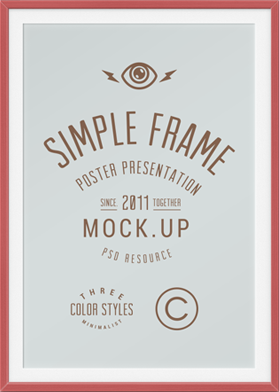 SIMPLE FRAME
POSTER PRESENTATION
SINCE 2011 TOGETHER
MOCK.UP
PSD RESOURCE
THREE
COLOR STYLES
MINIMALIST
©